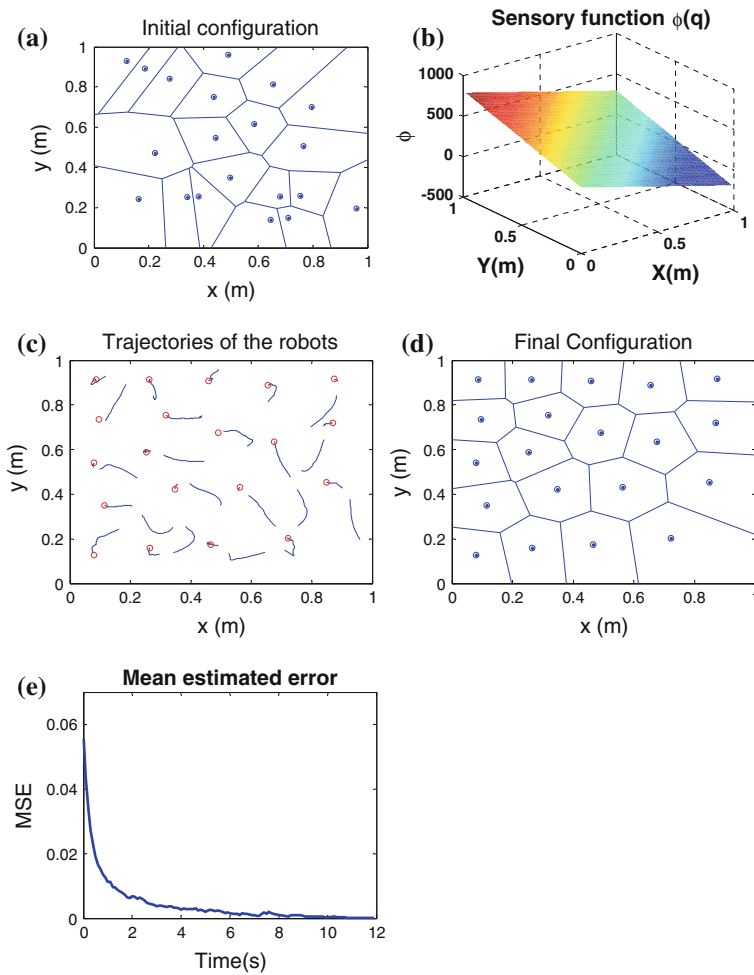 (a)
Initial configuration
1
0.8
0.6
0.4
0.2
0
y (m)
0
0.2
0.4
0.6
0.8
1
x (m)
(b)
Sensory function ϕ(q)
1000
500
0
-500
ϕ
1
0.5
0
Y(m)
0
0.5
1
X(m)
(c)
Trajectories of the robots
1
0.8
0.6
0.4
0.2
0
y (m)
0
0.2
0.4
0.6
0.8
1
x (m)
(d)
Final Configuration
1
0.8
0.6
0.4
0.2
0
y (m)
0
0.2
0.4
0.6
0.8
1
x (m)
(e)
Mean estimated error
0.06
0.04
0.02
0
MSE
0
2
4
6
8
10
12
Time(s)